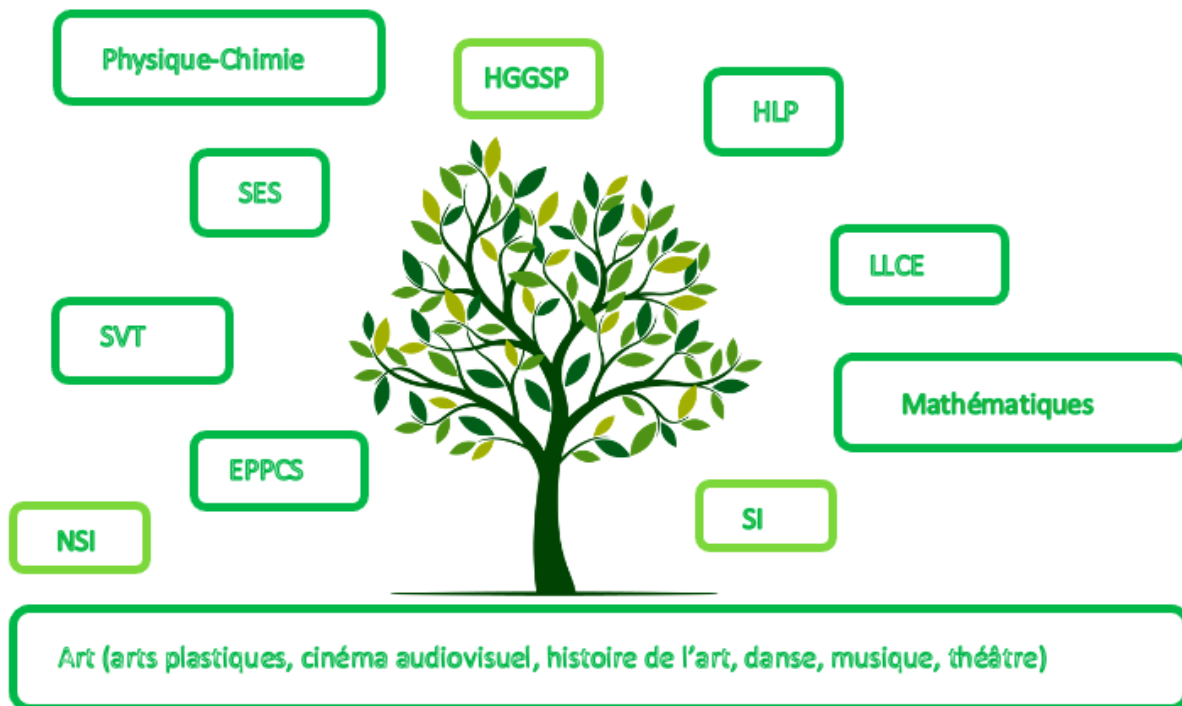 Physique-Chimie
HGGSP
HLP
SES
LLCE
SVT
Mathématiques
EPPCS
SI
NSI
Art (arts plastiques, cinéma audiovisuel, histoire de l’art, danse, musique, théâtre)